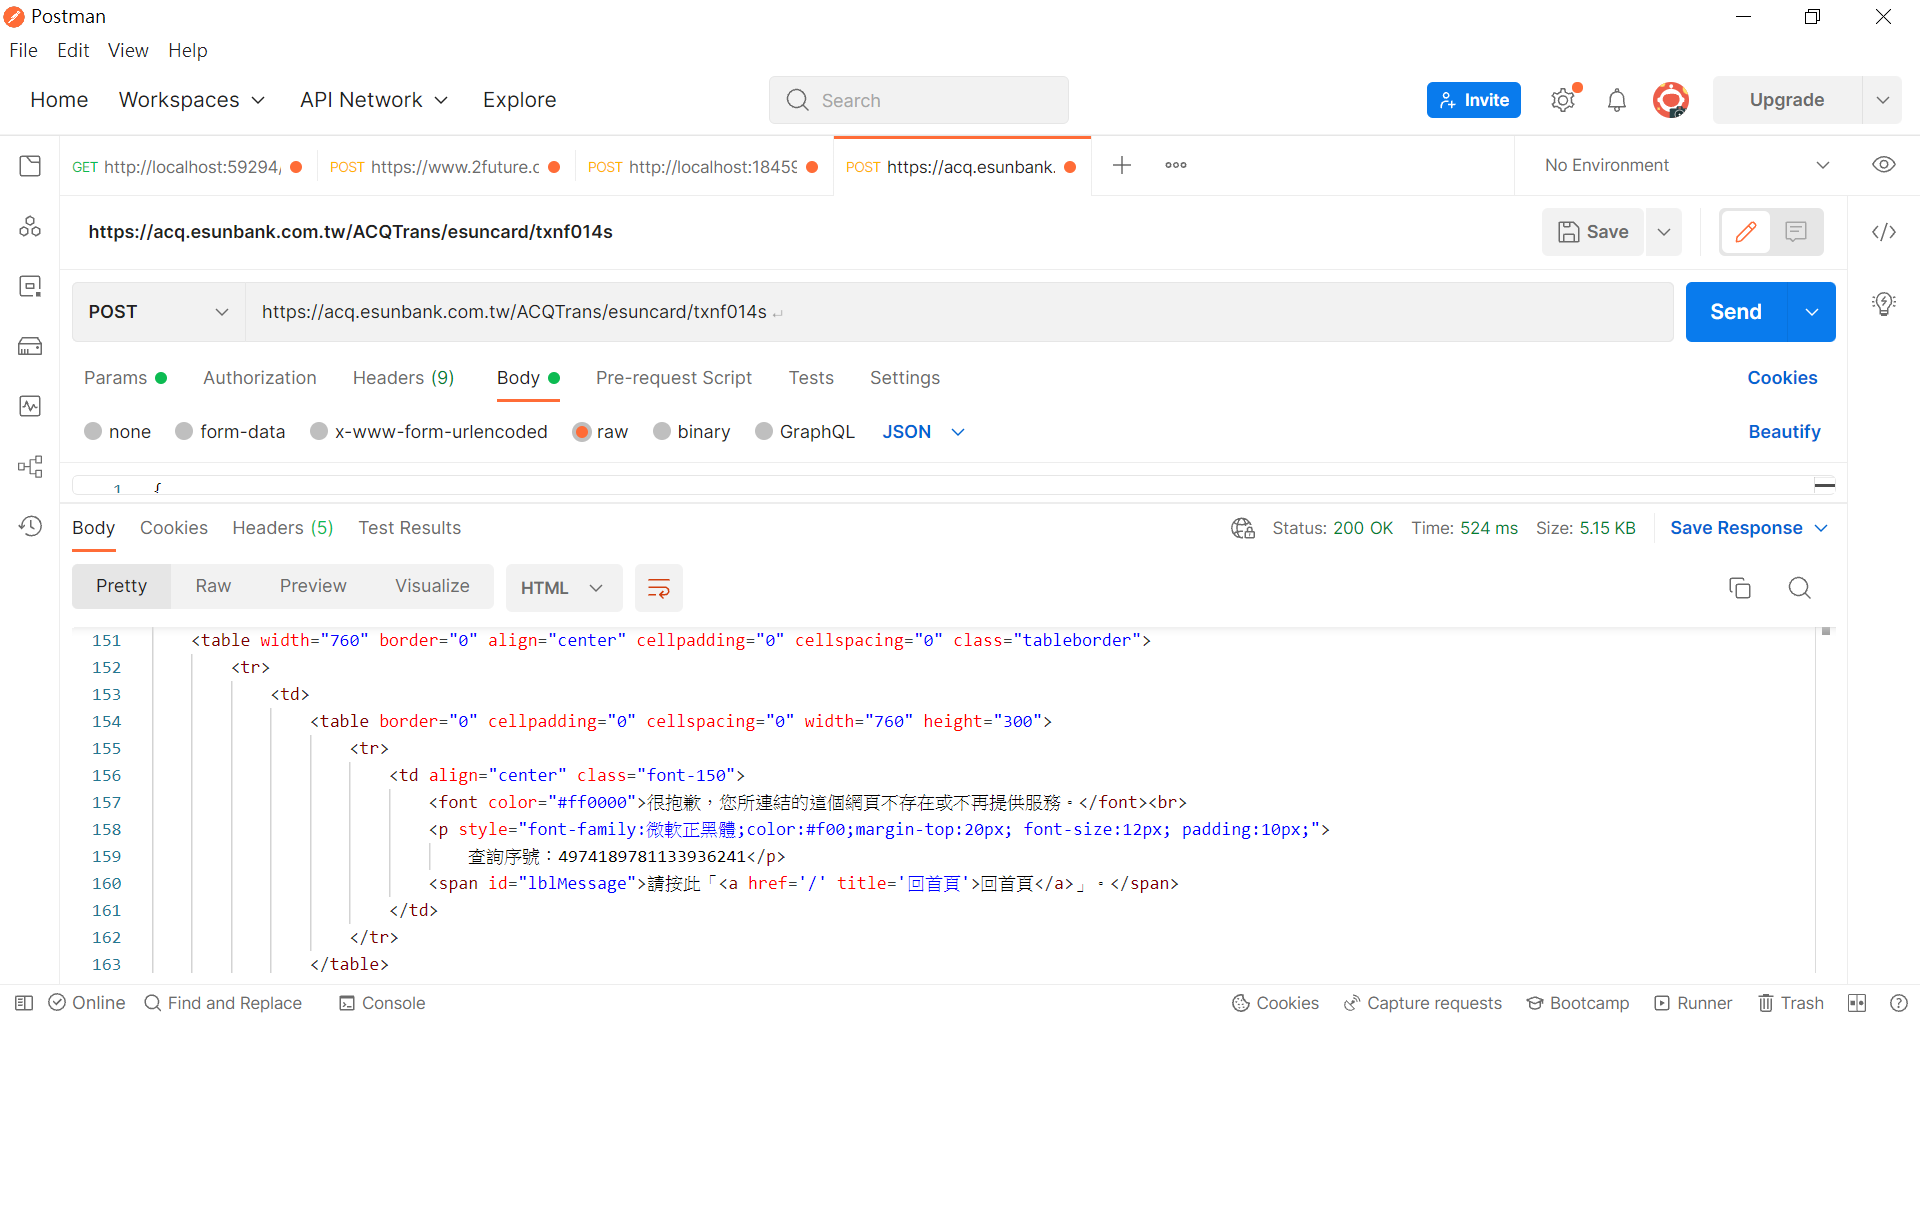 Postman
File Edit View Help
Home Workspaces API Network Explore Search Invite Upgrade
GET http://localhost:59294/ POST https://www.2future.c POST http://localhost:18459 POST https://acq.esunbank. No Environment
https://acq.esunbank.com.tw/ACQTrans/esuncard/txnf014s Save
POST https://acq.esunbank.com.tw/ACQTrans/esuncard/txnf014s Send
Params Authorization Headers (9) Body Pre-request Script Tests Settings Cookies
none form-data x-www-form-urlencoded raw binary GraphQL JSON Beautify
1 {
Body Cookies Headers (5) Test Results Status: 200 OK Time: 524 ms Size: 5.15 KB Save Response
Pretty Raw Preview Visualize HTML
151 <table width="760" border="0" align="center" cellpadding="0" cellspacing="0" class="tableborder">
152 <tr>
153 <td>
154 <table border="0" cellpadding="0" cellspacing="0" width="760" height="300">
155 <tr>
156 <td align="center" class="font-150">
157 <font color="#ff0000">很抱歉，您所連結的這個網頁不存在或不再提供服務。</font><br>
158 <p style="font-family:微軟正黑體;color:#f00;margin-top:20px; font-size:12px; padding:10px;">
159 查詢序號：4974189781133936241</p>
160 <span id="lblMessage">請按此「<a href='/' title='回首頁'>回首頁</a>」。</span>
161 </td>
162 </tr>
163 </table>
Online Find and Replace Console Cookies Capture requests Bootcamp Runner Trash